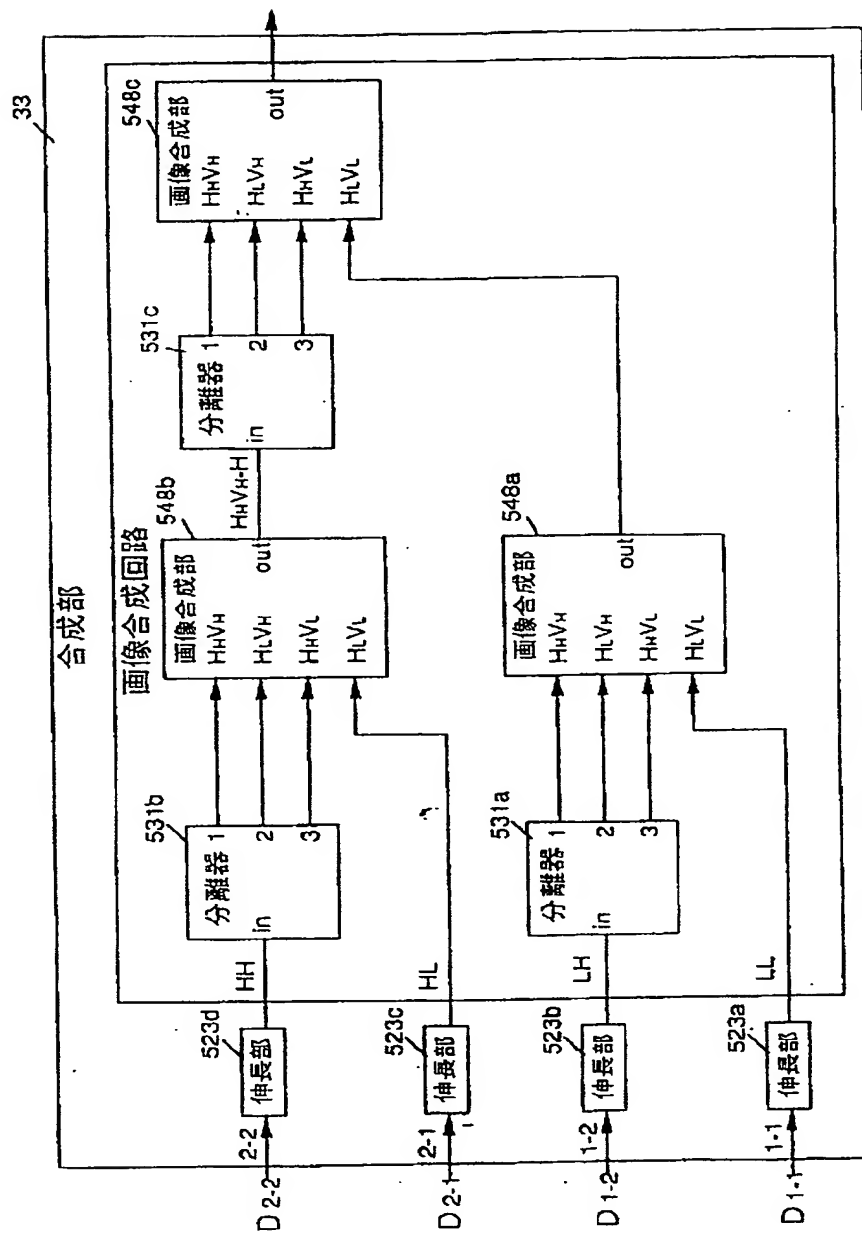 33
合成部
画像合成回路
548c
画像合成部
HHVH
HLVH
HHVL
HLVL
out
531c
分離器
in
1
2
3
HHVH-H
548b
画像合成部
HHVH
HLVH
HHVL
HLVL
out
548a
画像合成部
HHVH
HLVH
HHVL
HLVL
out
531b
分離器
in
1
2
3
531a
分離器
in
1
2
3
HH
HL
LH
LL
523d
伸長部
523c
伸長部
523b
伸長部
523a
伸長部
2-2
2-1
1-2
1-1
D2-2
D2-1
D1-2
D1-1